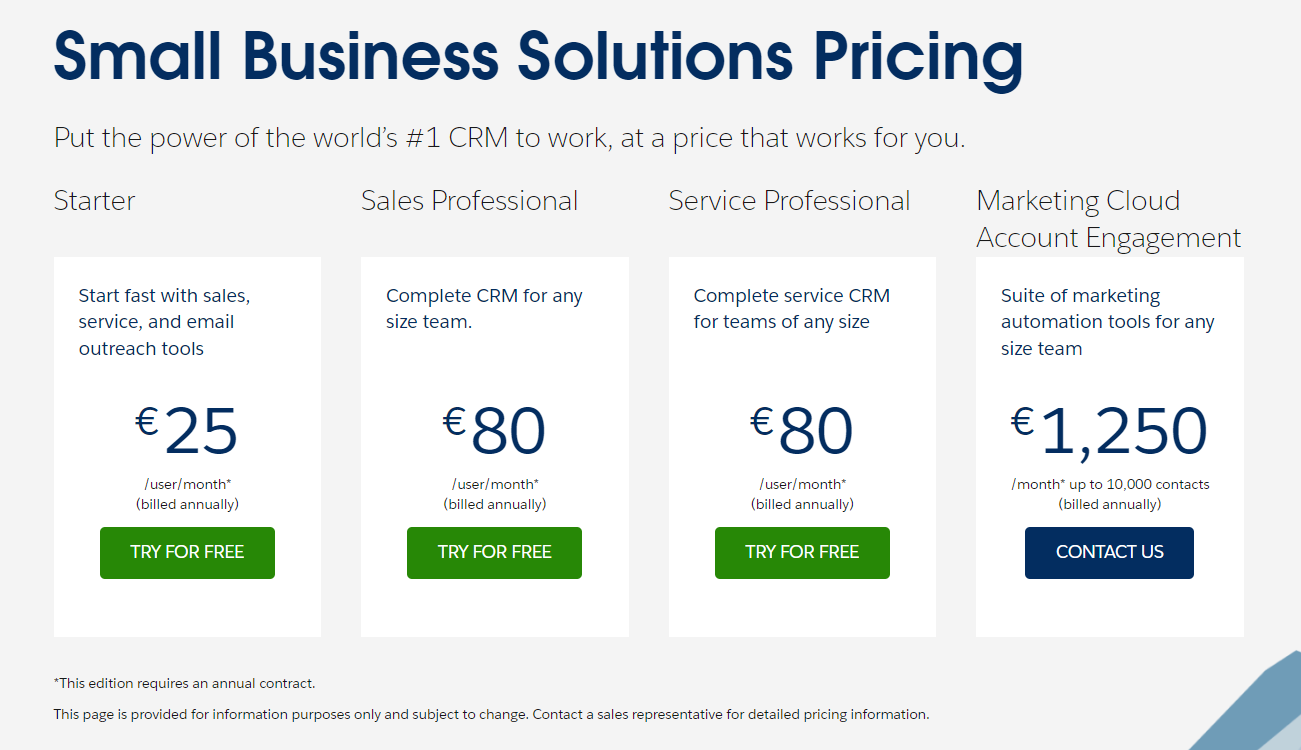 Small Business Solutions Pricing
Put the power of the world’s #1 CRM to work, at a price that works for you.
Starter
Start fast with sales,
service, and email
outreach tools
€25
/user/month*
(billed annually)
TRY FOR FREE
Sales Professional
Complete CRM for any
size team.
€80
/user/month*
(billed annually)
TRY FOR FREE
Service Professional
Complete service CRM
for teams of any size
€80
/user/month*
(billed annually)
TRY FOR FREE
Marketing Cloud
Account Engagement
Suite of marketing
automation tools for any
size team
€1,250
/month* up to 10,000 contacts
(billed annually)
CONTACT US
*This edition requires an annual contract.
This page is provided for information purposes only and subject to change. Contact a sales representative for detailed pricing information.